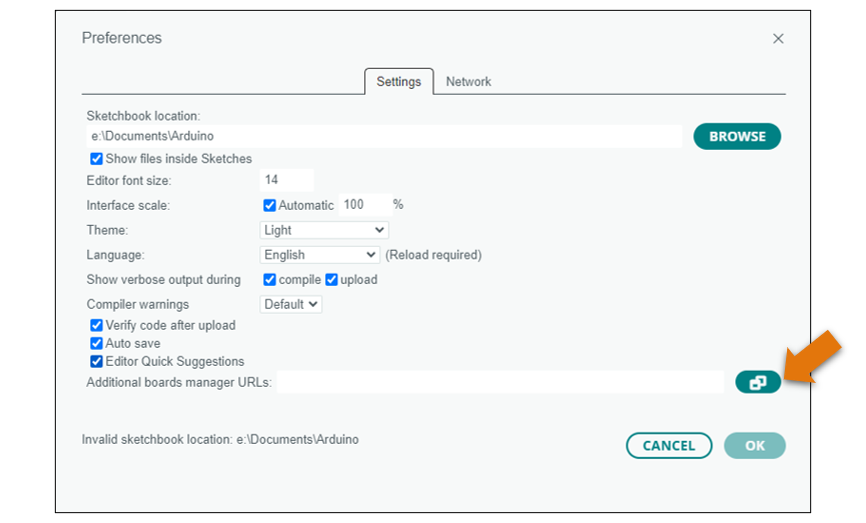 Preferences
Settings Network
Sketchbook location:
e:\Documents\Arduino
BROWSE
Show files inside Sketches
Editor font size: 14
Interface scale: Automatic 100 %
Theme: Light
Language: English (Reload required)
Show verbose output during compile upload
Compiler warnings Default
Verify code after upload
Auto save
Editor Quick Suggestions
Additional boards manager URLs:
Invalid sketchbook location: e:\Documents\Arduino
CANCEL OK